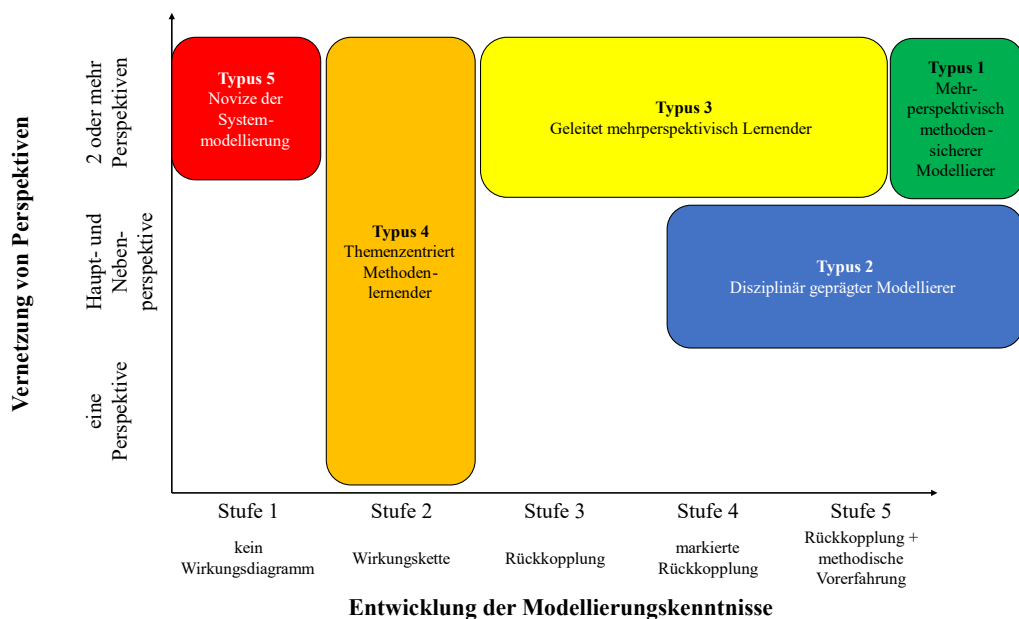 Vernetzung von Perspektiven
2 oder mehr
Perspektiven
Haupt- und
Neben-
perspektive
eine
Perspektive
Typus 5
Novize der
System-
modellierung
Typus 4
Themenzentriert
Methoden-
lernender
Typus 3
Geleitet mehrperspektivisch Lernender
Typus 1
Mehr-
perspektivisch
methoden-
sicherer
Modellierer
Typus 2
Disziplinär geprägter Modellierer
Stufe 1
kein
Wirkungsdiagramm
Stufe 2
Wirkungskette
Stufe 3
Rückkopplung
Stufe 4
markierte
Rückkopplung
Stufe 5
Rückkopplung +
methodische
Vorerfahrung
Entwicklung der Modellierungskenntnisse